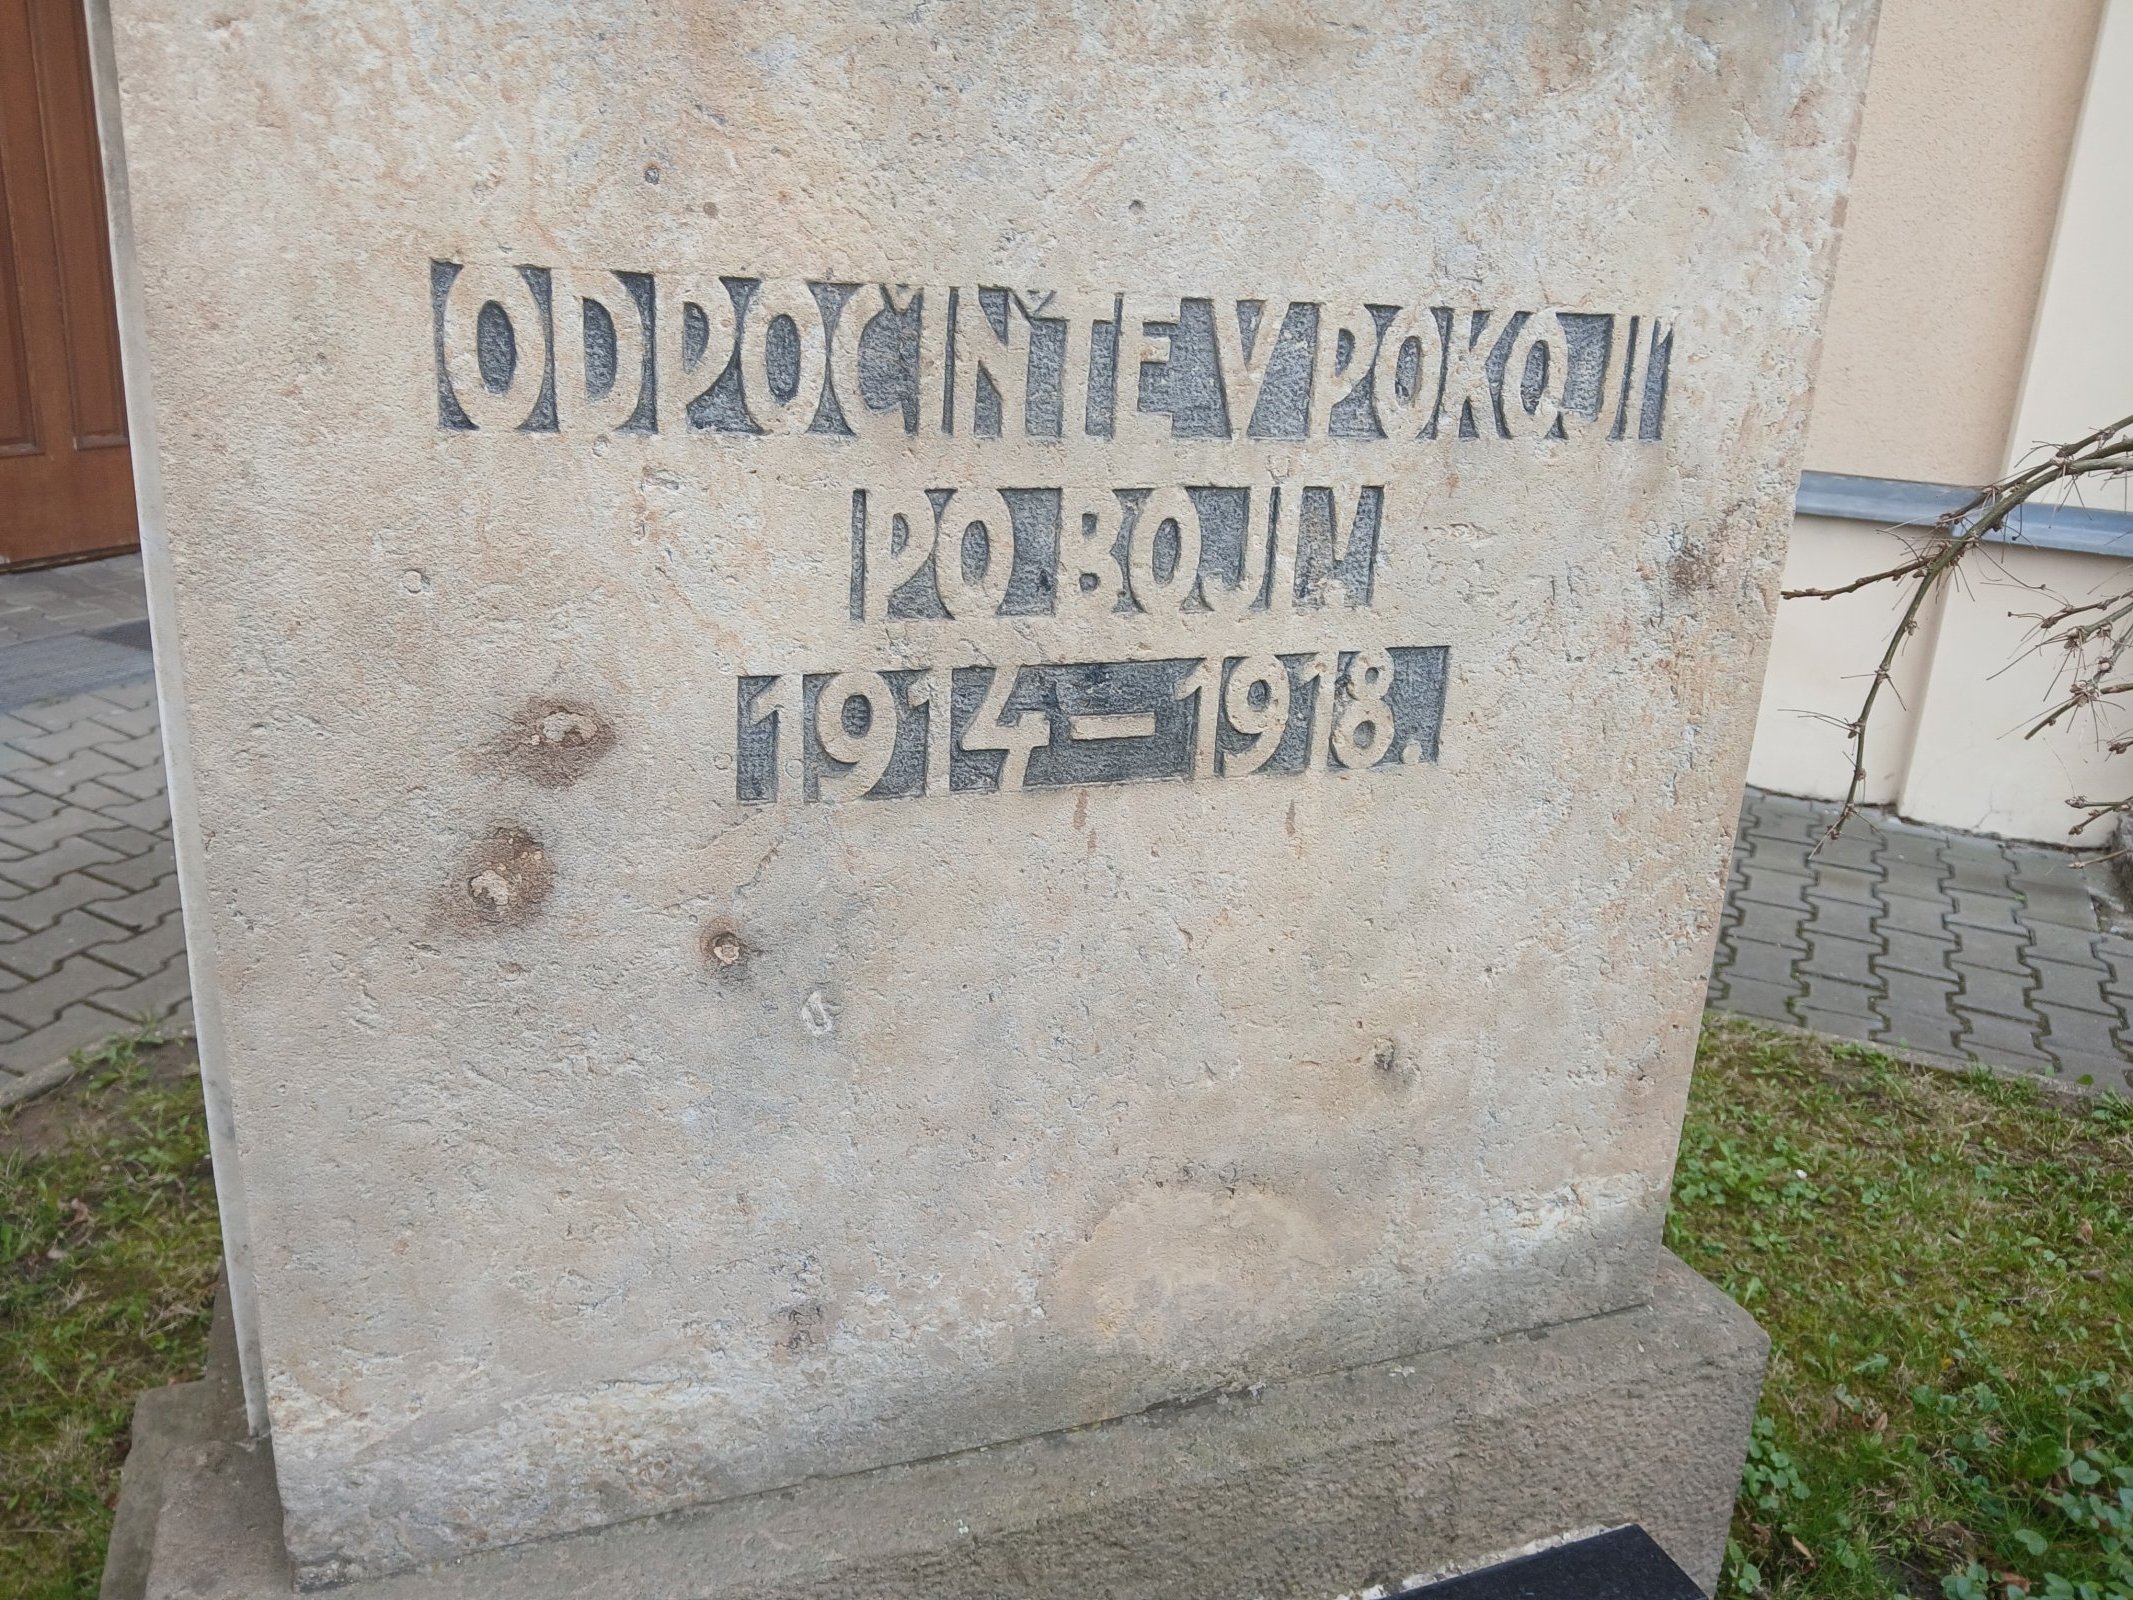 ODPOČIŇTE V POKOJI
PO BOJI
1914 – 1918.